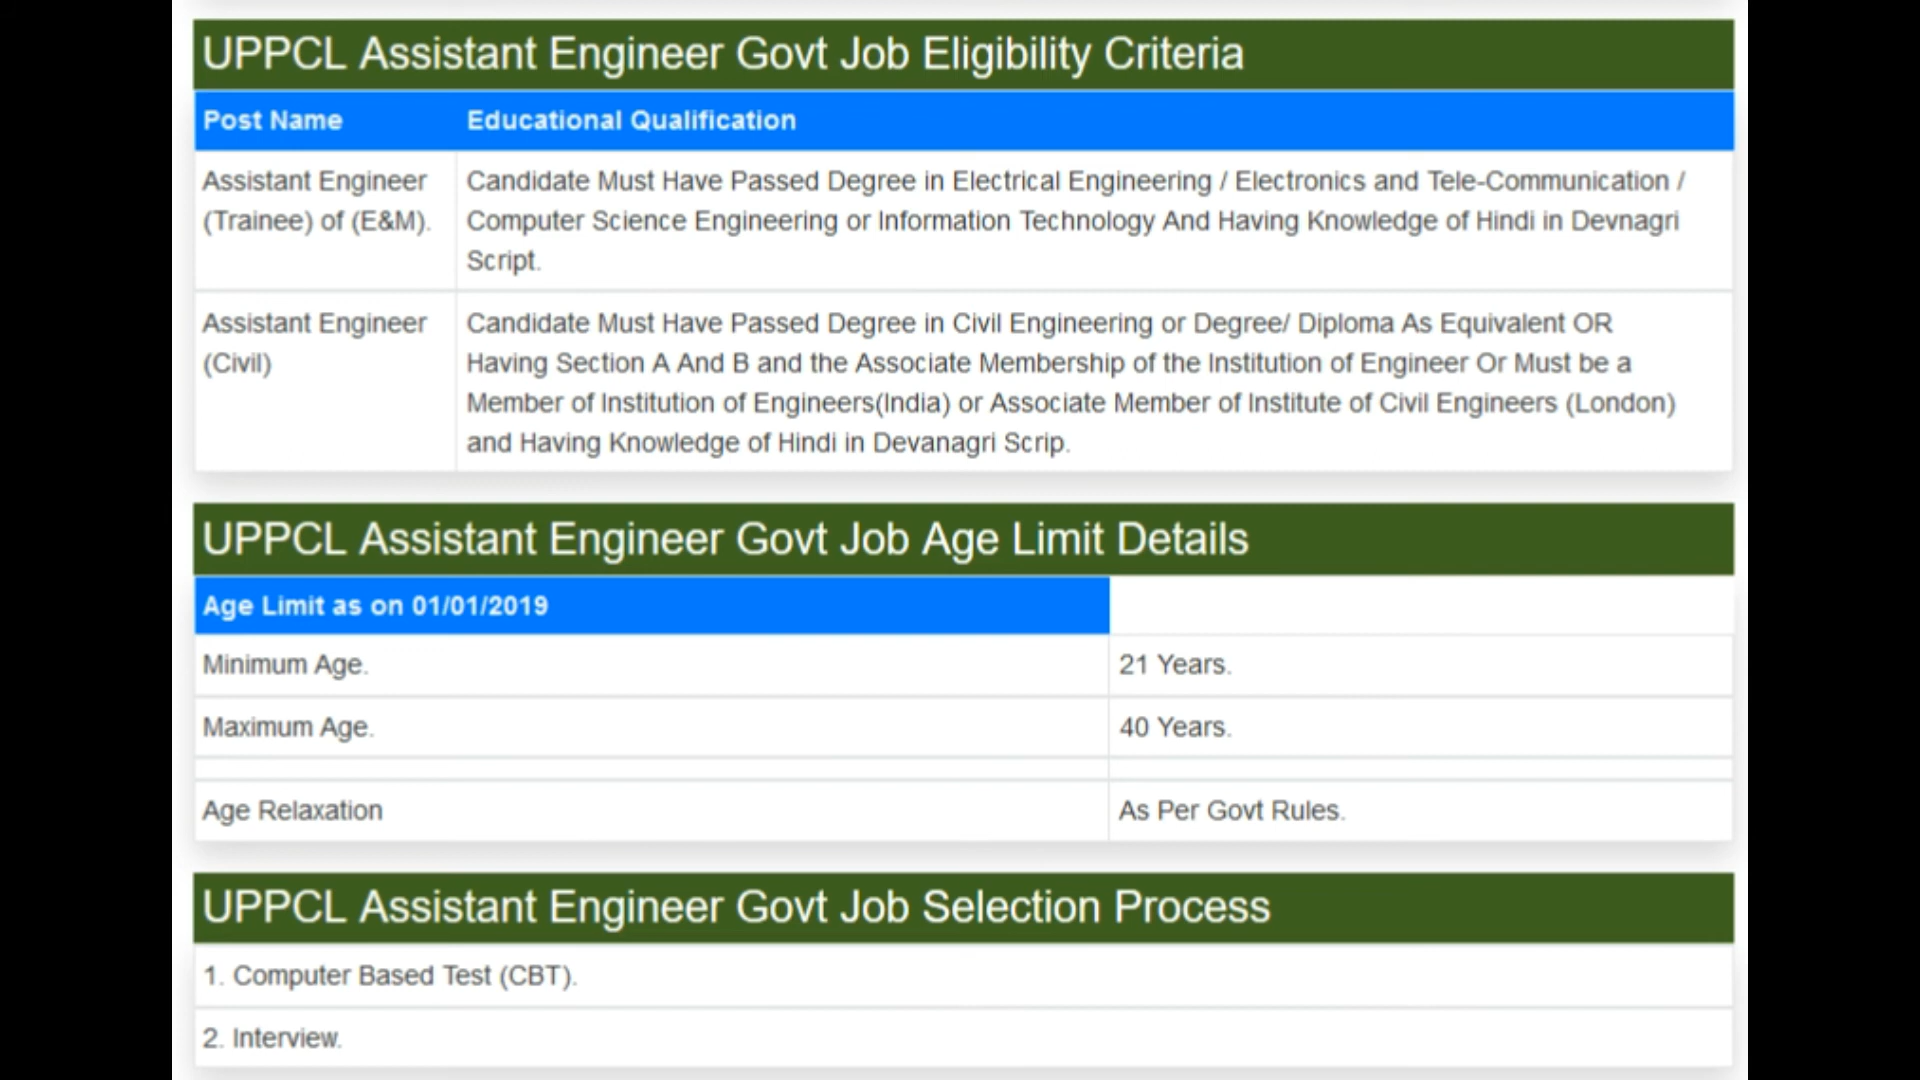 UPPCL Assistant Engineer Govt Job Eligibility Criteria
Post Name Educational Qualification
Assistant Engineer
(Trainee) of (E&M).
Candidate Must Have Passed Degree in Electrical Engineering / Electronics and Tele-Communication /
Computer Science Engineering or Information Technology And Having Knowledge of Hindi in Devnagri
Script.
Assistant Engineer
(Civil)
Candidate Must Have Passed Degree in Civil Engineering or Degree/ Diploma As Equivalent OR
Having Section A And B and the Associate Membership of the Institution of Engineer Or Must be a
Member of Institution of Engineers(India) or Associate Member of Institute of Civil Engineers (London)
and Having Knowledge of Hindi in Devanagri Scrip.
UPPCL Assistant Engineer Govt Job Age Limit Details
Age Limit as on 01/01/2019
Minimum Age. 21 Years.
Maximum Age. 40 Years.
Age Relaxation As Per Govt Rules.
UPPCL Assistant Engineer Govt Job Selection Process
1. Computer Based Test (CBT).
2. Interview.